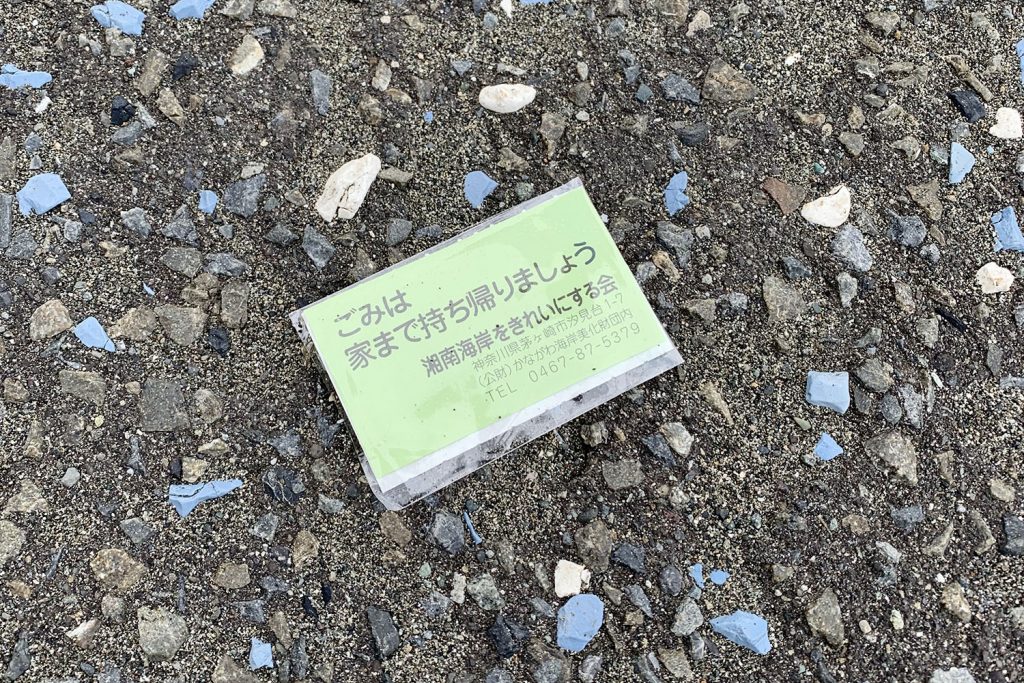 ごみは
家まで持ち帰りましょう
湘南海岸をきれいにする会
神奈川県茅ヶ崎市汐見台1-7
(公財)かながわ海岸美化財団内
TEL 0467-87-5379